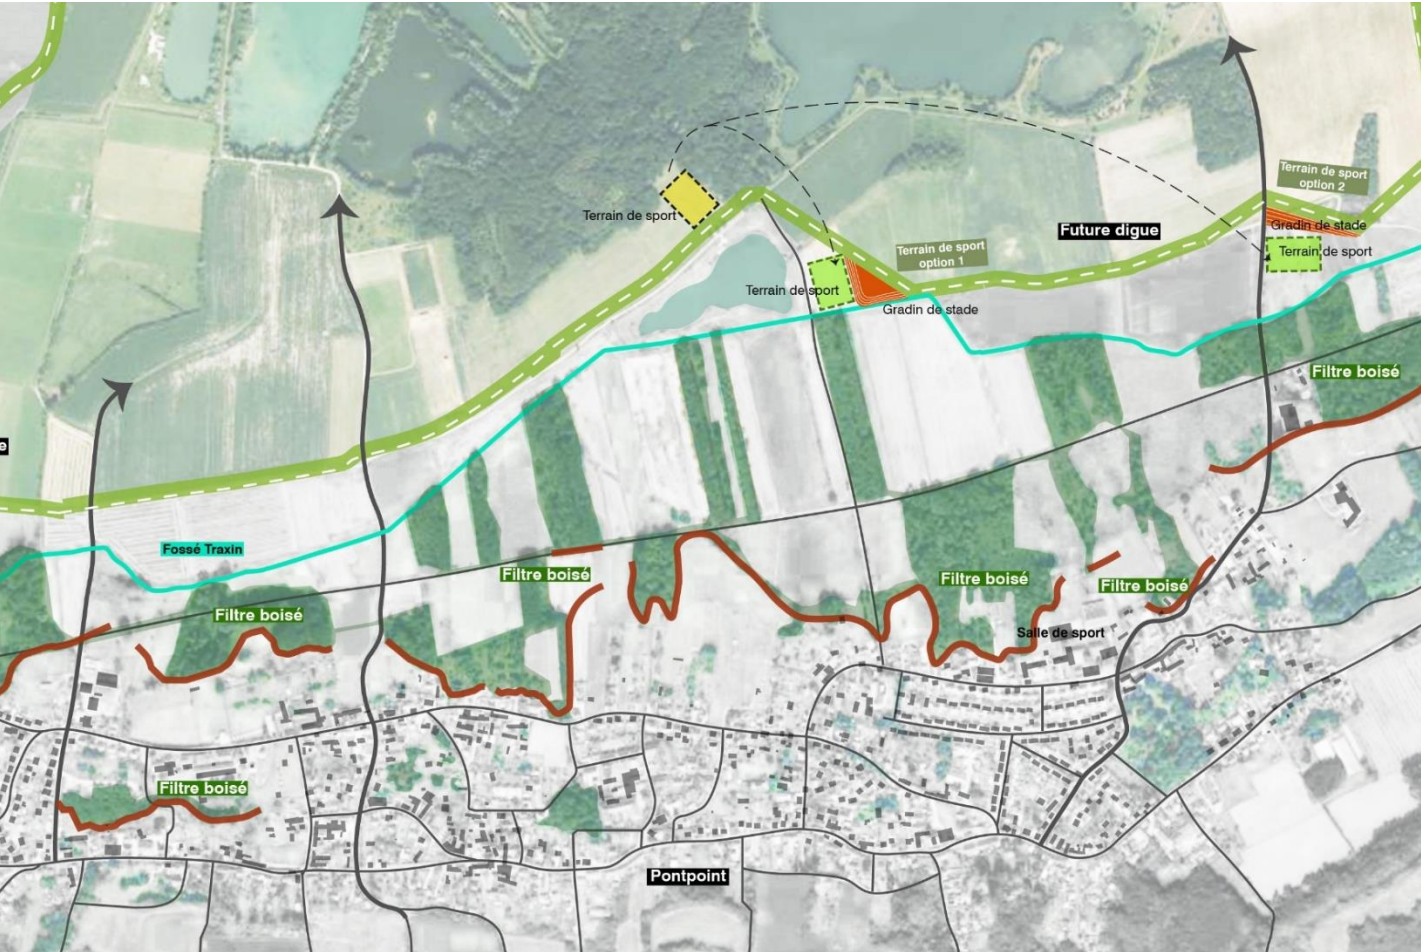 Terrain de sport
option 2
Terrain de sport
Gradin de stade
Future digue
Terrain de sport
option 1
Terrain de sport
Terrain de sport
Gradin de stade
Filtre boisé
e
Fossé Traxin
Filtre boisé
Filtre boisé
Filtre boisé
Filtre boisé
Salle de sport
Filtre boisé
Pontpoint